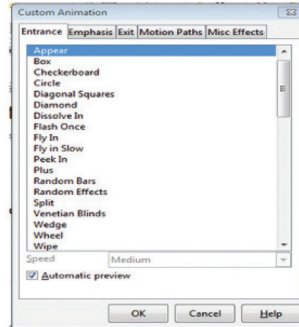 Custom Animation
Entrance Emphasis Exit Motion Paths Misc Effects
Appear
Box
Checkerboard
Circle
Diagonal Squares
Diamond
Dissolve In
Flash Once
Fly In
Fly in Slow
Peek In
Plus
Random Bars
Random Effects
Split
Venetian Blinds
Wedge
Wheel
Wipe
Speed Medium
Automatic preview
OK Cancel Help